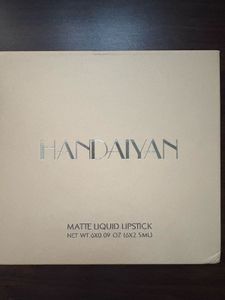 HANDAIYAN
MATTE LIQUID LIPSTICK
NET WT. 6X0.09 OZ (6X2.5ML)